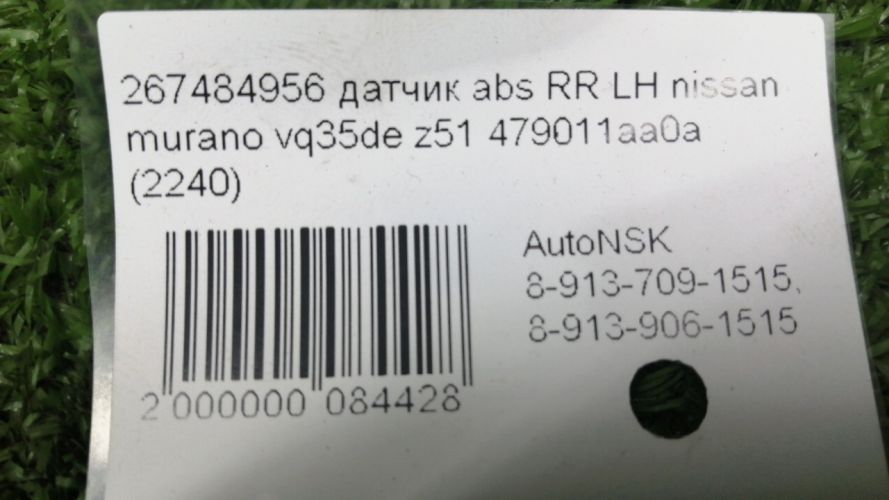 267484956 датчик abs RR LH nissan
murano vq35de z51 479011aa0a
(2240)
AutoNSK
8-913-709-1515,
8-913-906-1515
2 000000 084428